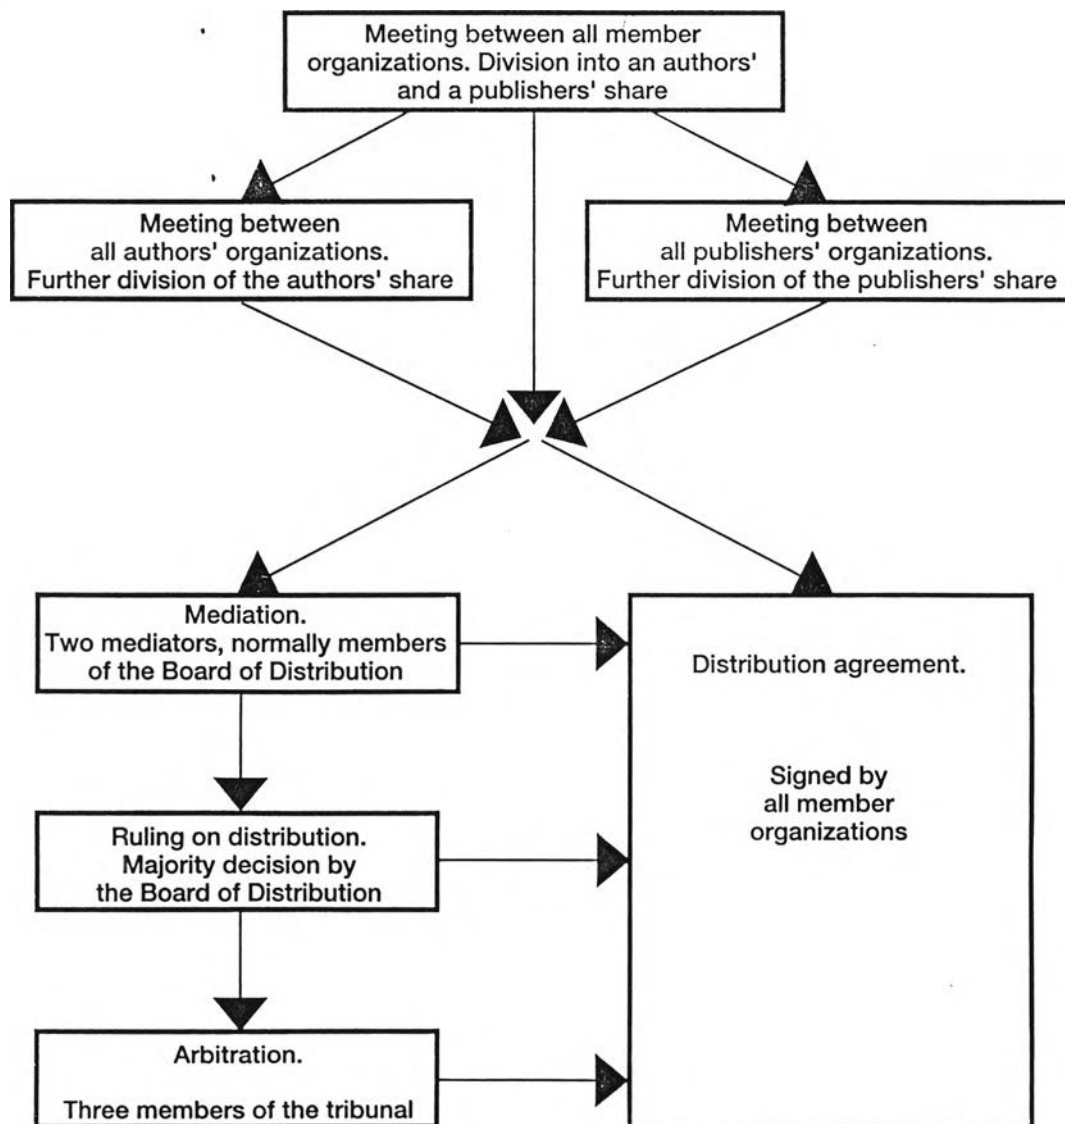 Meeting between all member
organizations. Division into an authors'
and a publishers' share
Meeting between
all authors' organizations.
Further division of the authors' share
Meeting between
all publishers' organizations.
Further division of the publishers' share
Mediation.
Two mediators, normally members
of the Board of Distribution
Distribution agreement.
Signed by
all member
organizations
Ruling on distribution.
Majority decision by
the Board of Distribution
Arbitration.
Three members of the tribunal